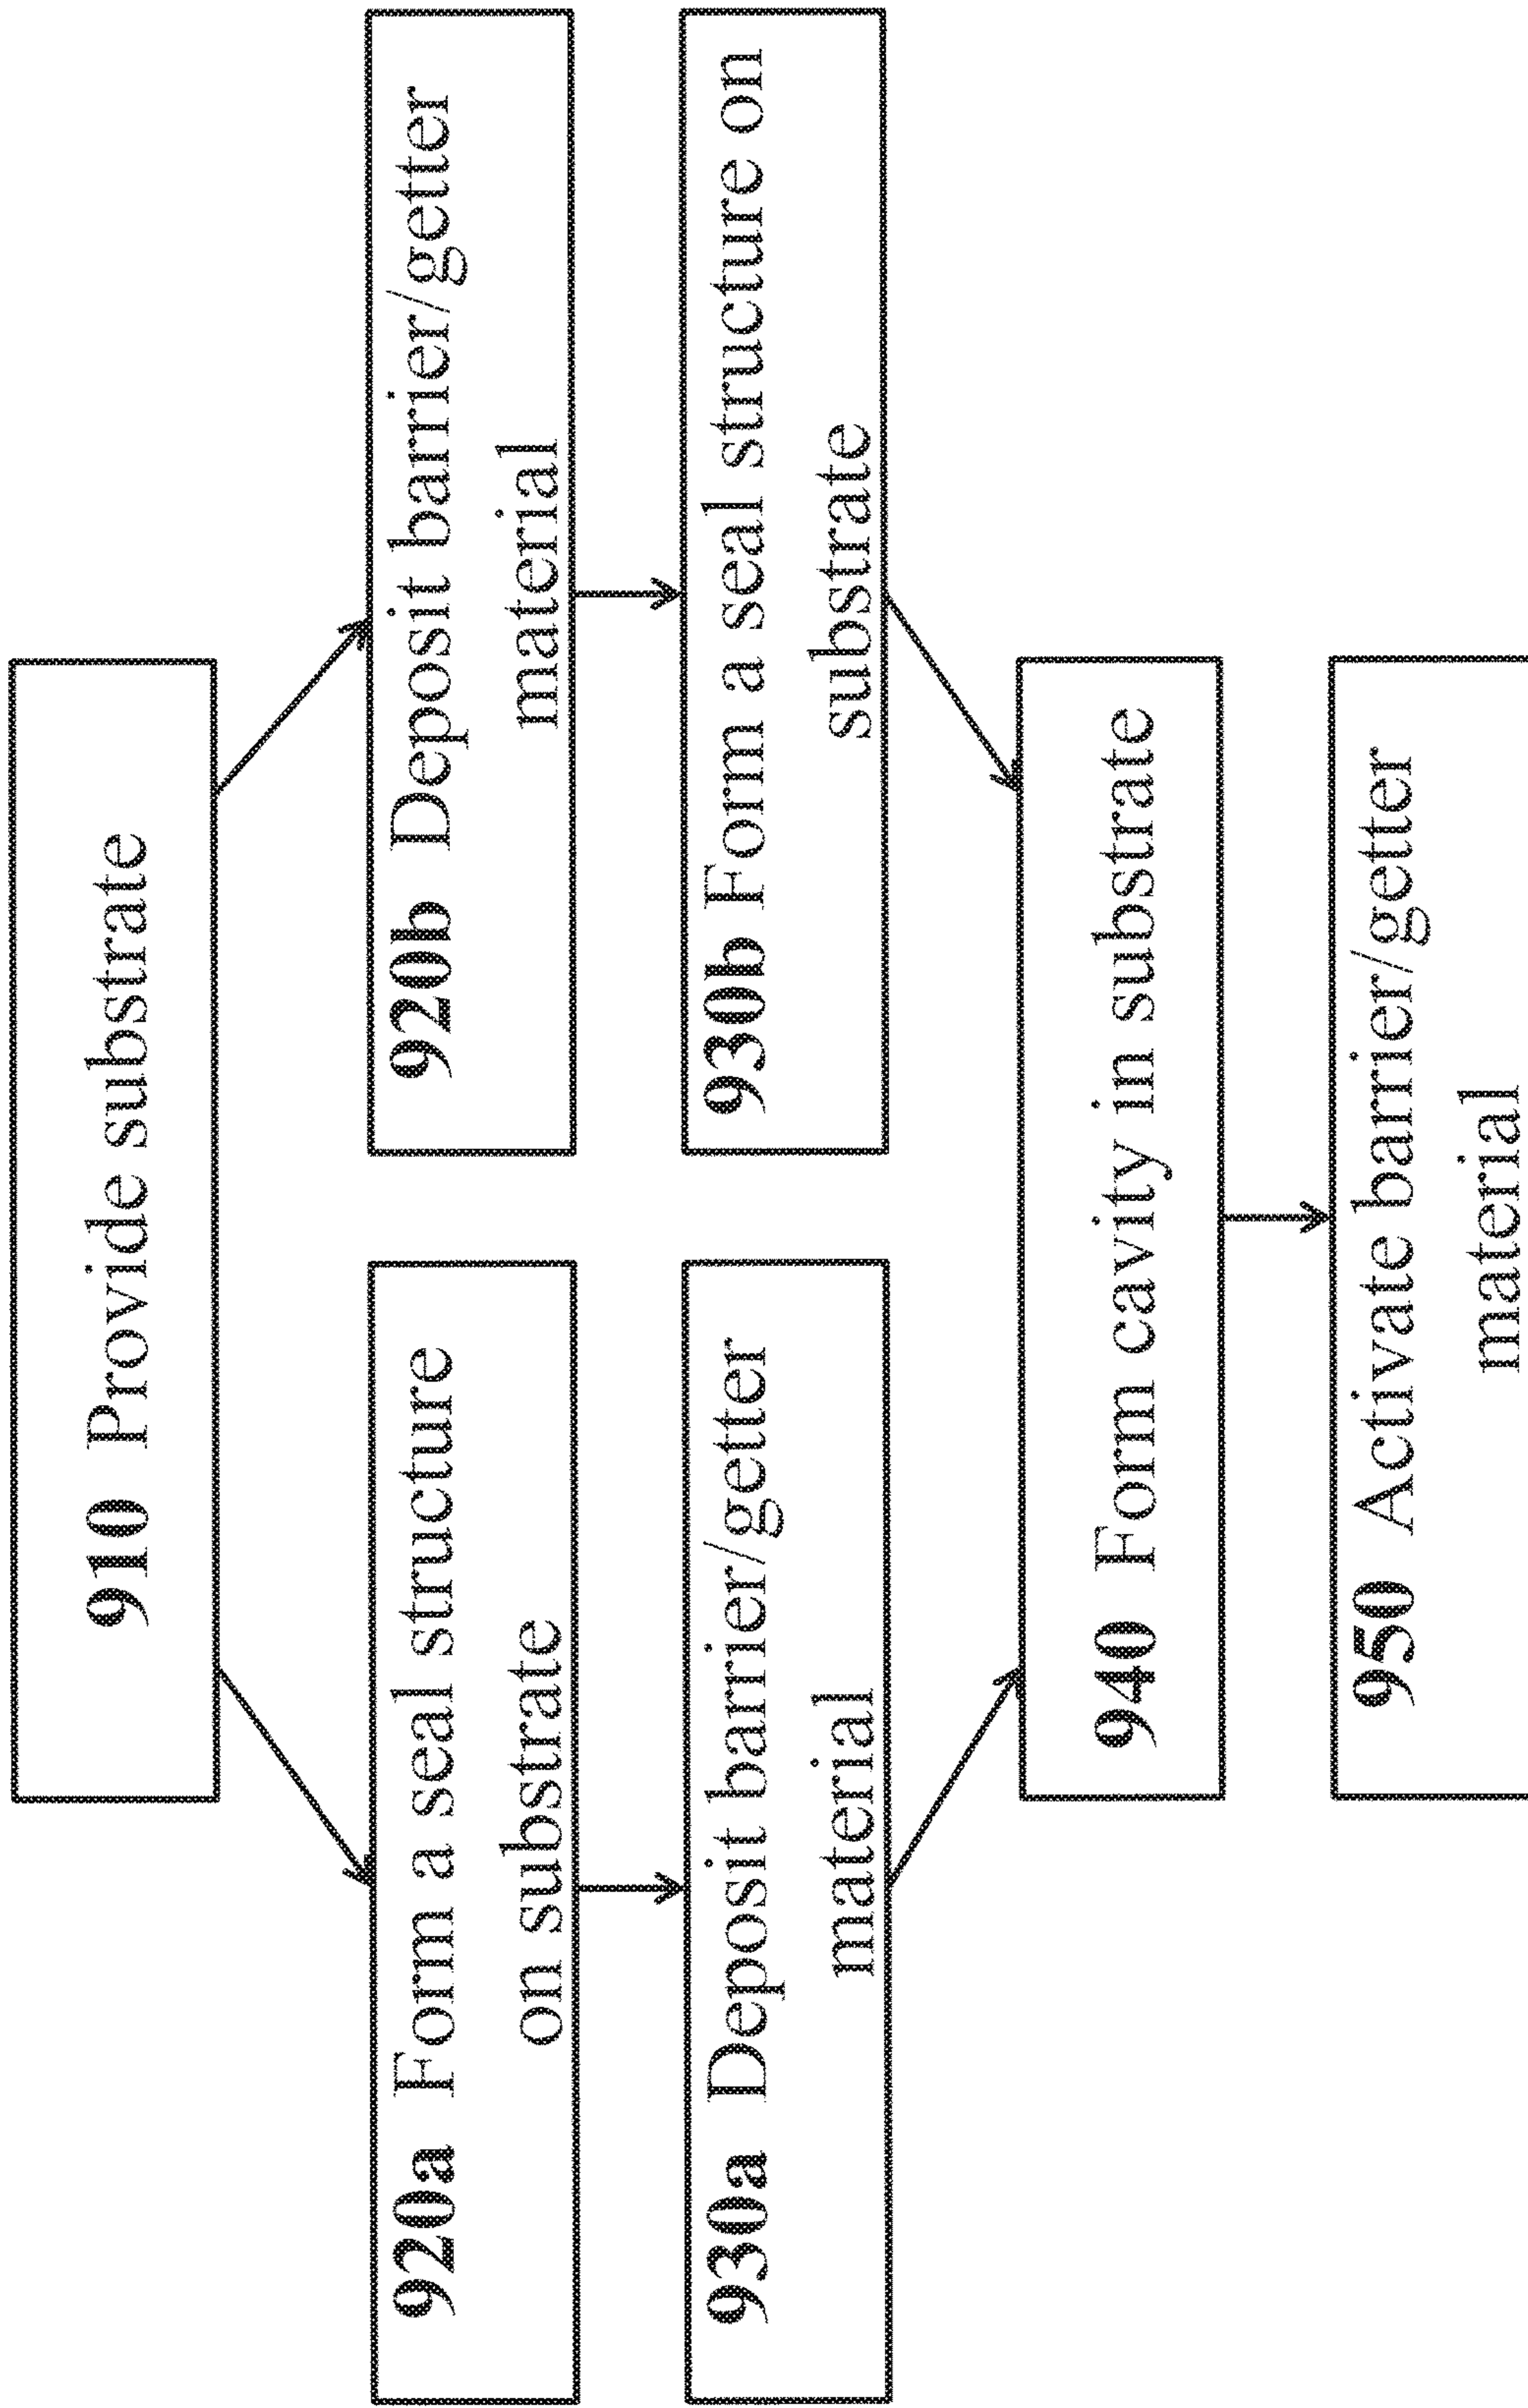 910 Provide substrate
920a Form a seal structure
on substrate
930a Deposit barrier/getter
material
920b Deposit barrier/getter
material
930b Form a seal structure on
substrate
940 Form cavity in substrate
950 Activate barrier/getter
material